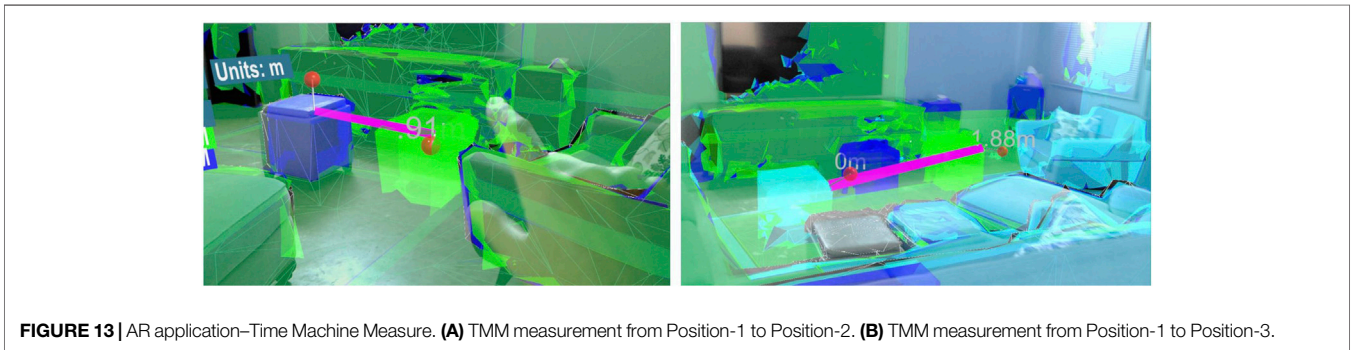 Units: m
.91m
0m
1.88m
FIGURE 13 | AR application–Time Machine Measure. (A) TMM measurement from Position-1 to Position-2. (B) TMM measurement from Position-1 to Position-3.